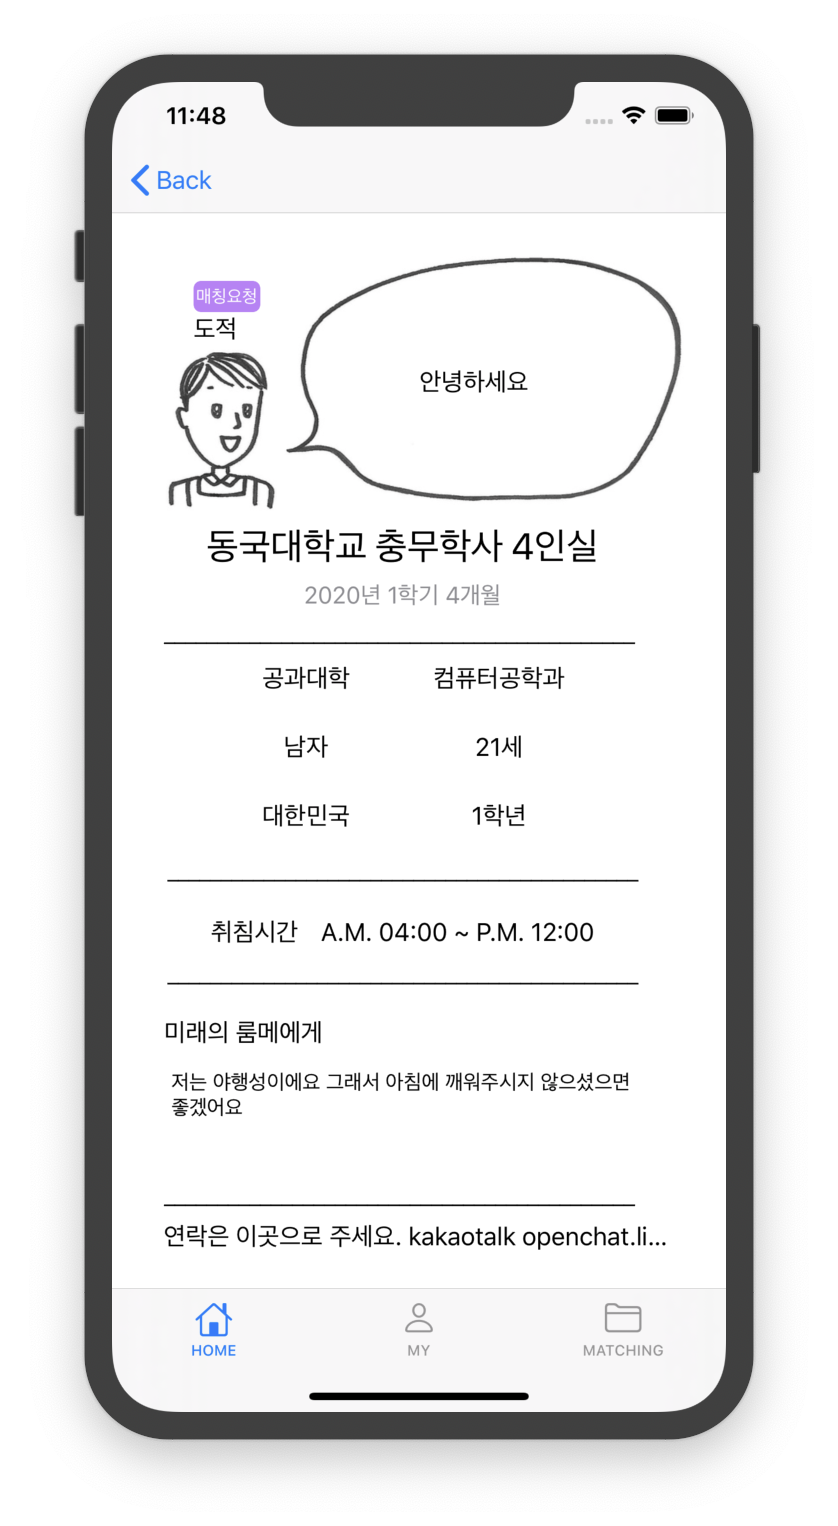 11:48
Back
매칭요청
도적
안녕하세요
동국대학교 충무학사 4인실
2020년 1학기 4개월
공과대학 컴퓨터공학과
남자 21세
대한민국 1학년
취침시간 A.M. 04:00 ~ P.M. 12:00
미래의 룸메에게
저는 야행성이에요 그래서 아침에 깨워주시지 않으셨으면
좋겠어요
연락은 이곳으로 주세요. kakaotalk openchat.li...
HOME MY MATCHING